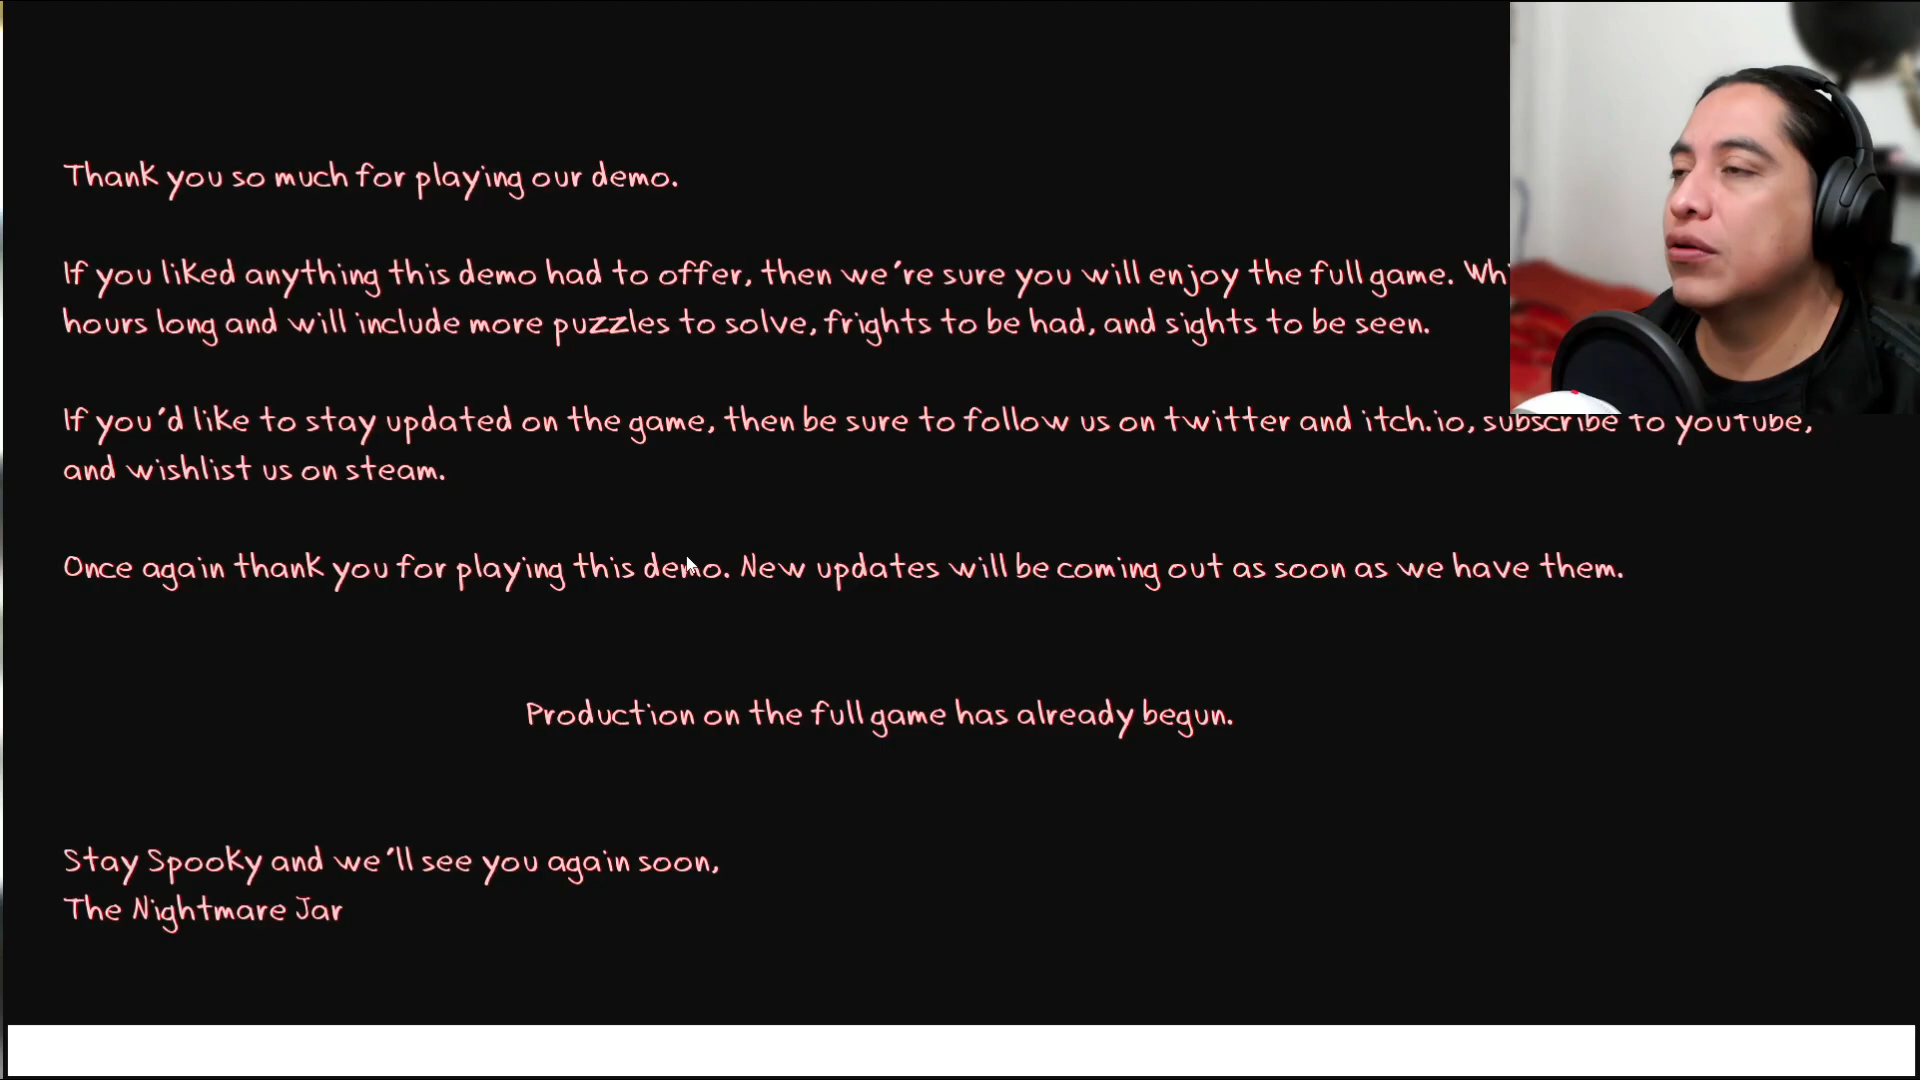 Thank you so much for playing our demo.
If you liked anything this demo had to offer, then we're sure you will enjoy the full game.
hours long and will include more puzzles to solve, frights to be had, and sights to be seen.
If you'd like to stay updated on the game, then be sure to follow us on twitter and itch.io, subscribe to youtube,
and wishlist us on steam.
Once again thank you for playing this demo. New updates will be coming out as soon as we have them.
Production on the full game has already begun.
Stay Spooky and we'll see you again soon,
The Nightmare Jar